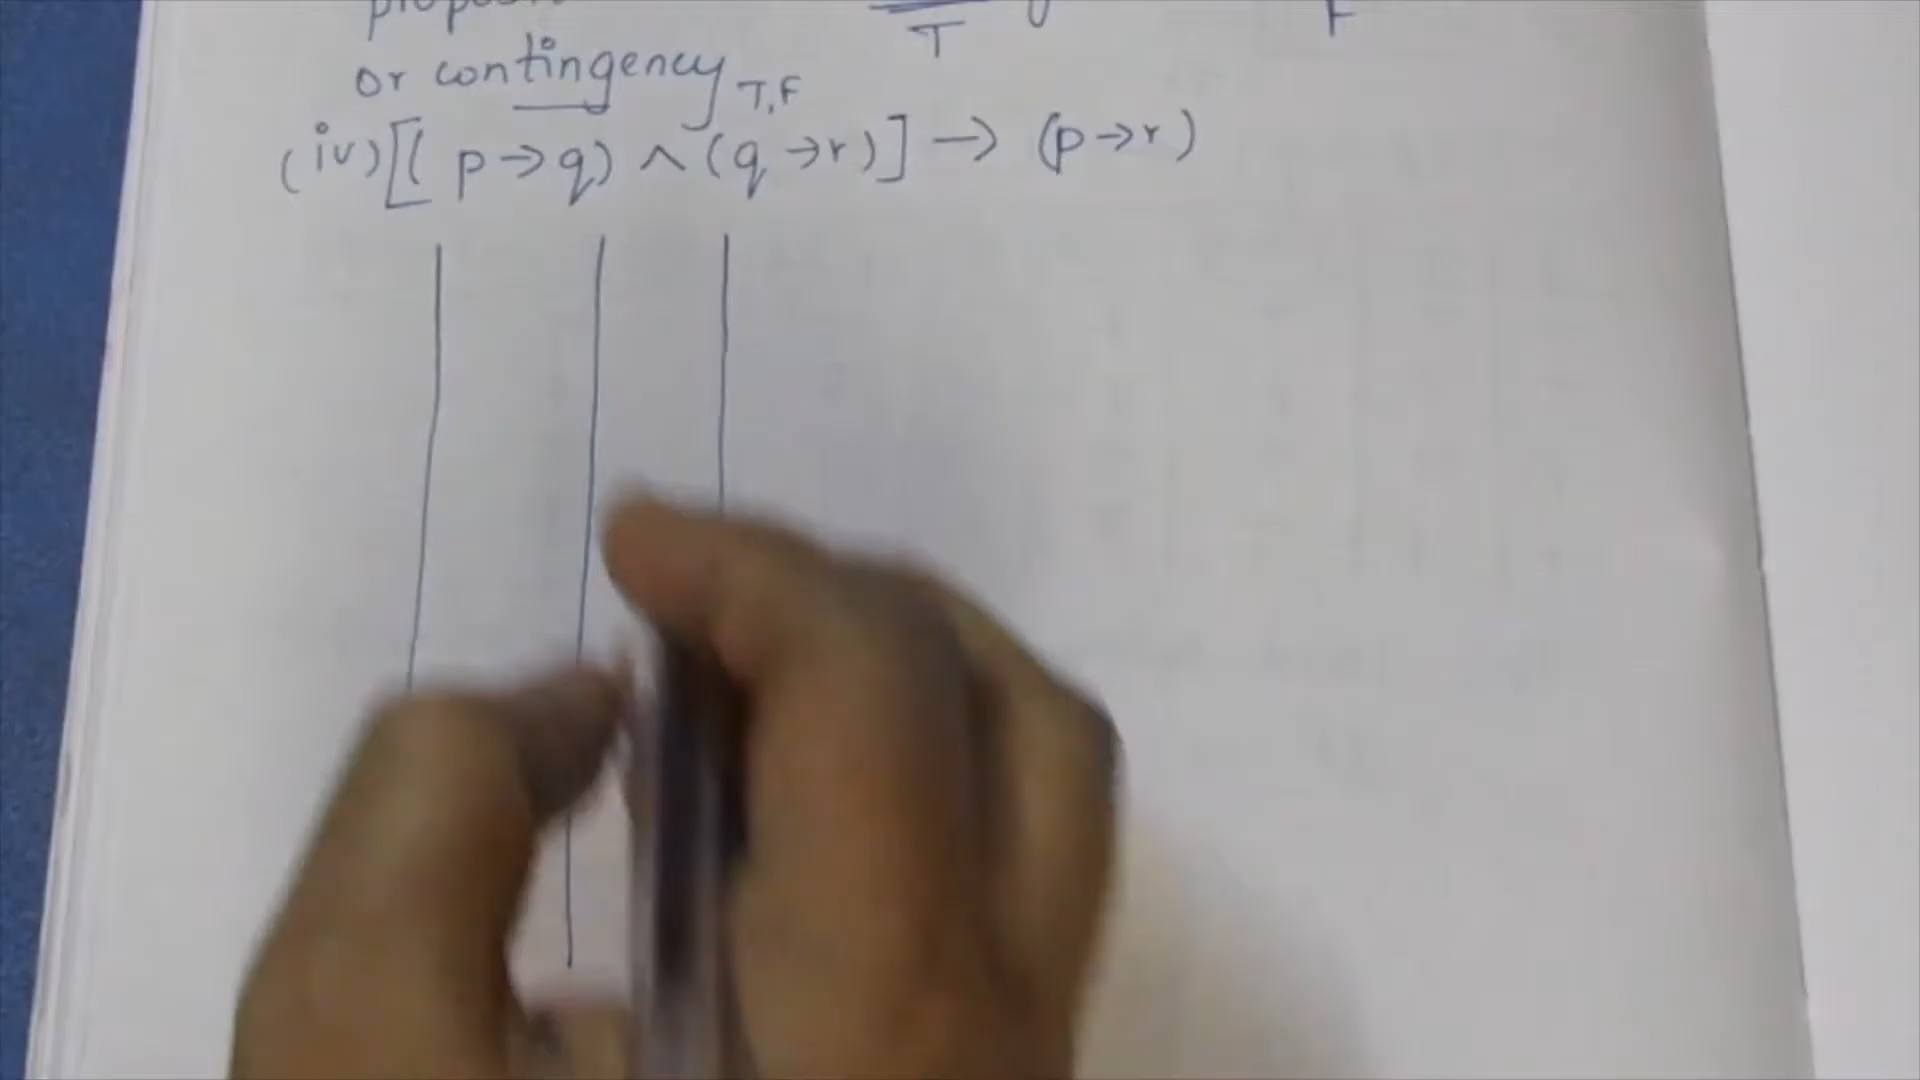 T F
or contingency T,F
(iv) [( p → q) ∧ (q → r)] → (p → r)